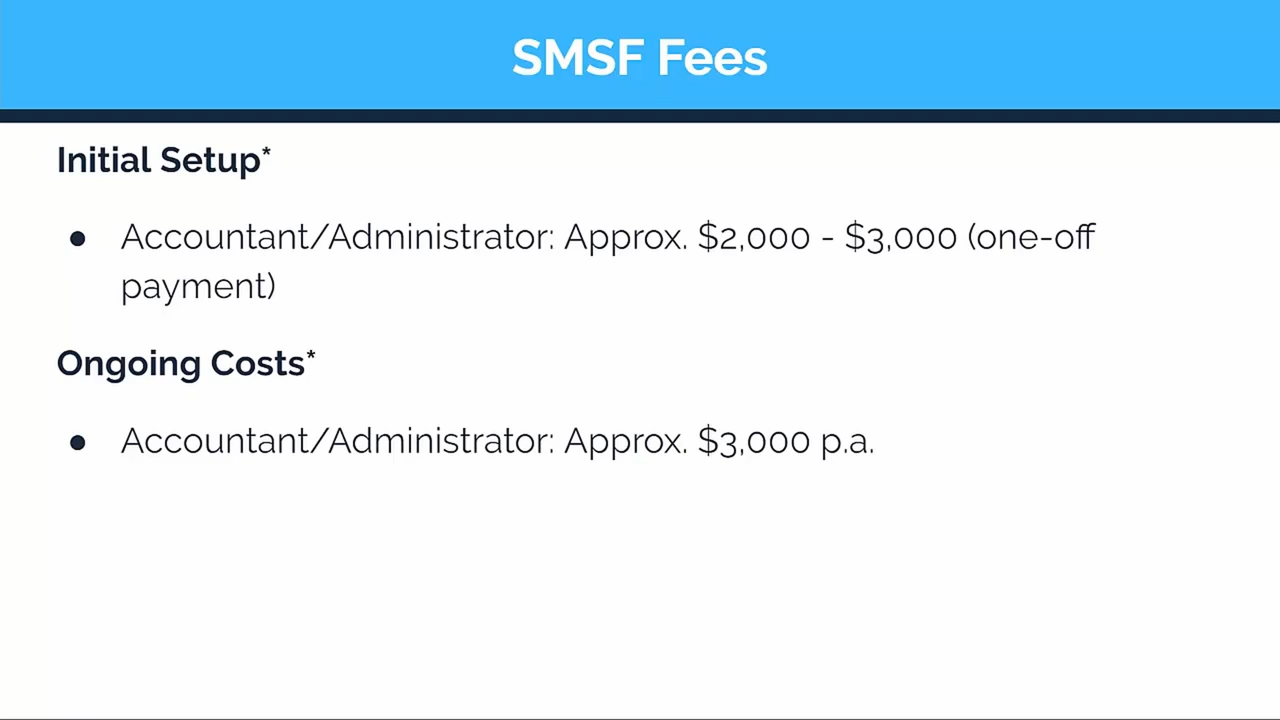 SMSF Fees
Initial Setup*
● Accountant/Administrator: Approx. $2,000 - $3,000 (one-off
payment)
Ongoing Costs*
● Accountant/Administrator: Approx. $3,000 p.a.